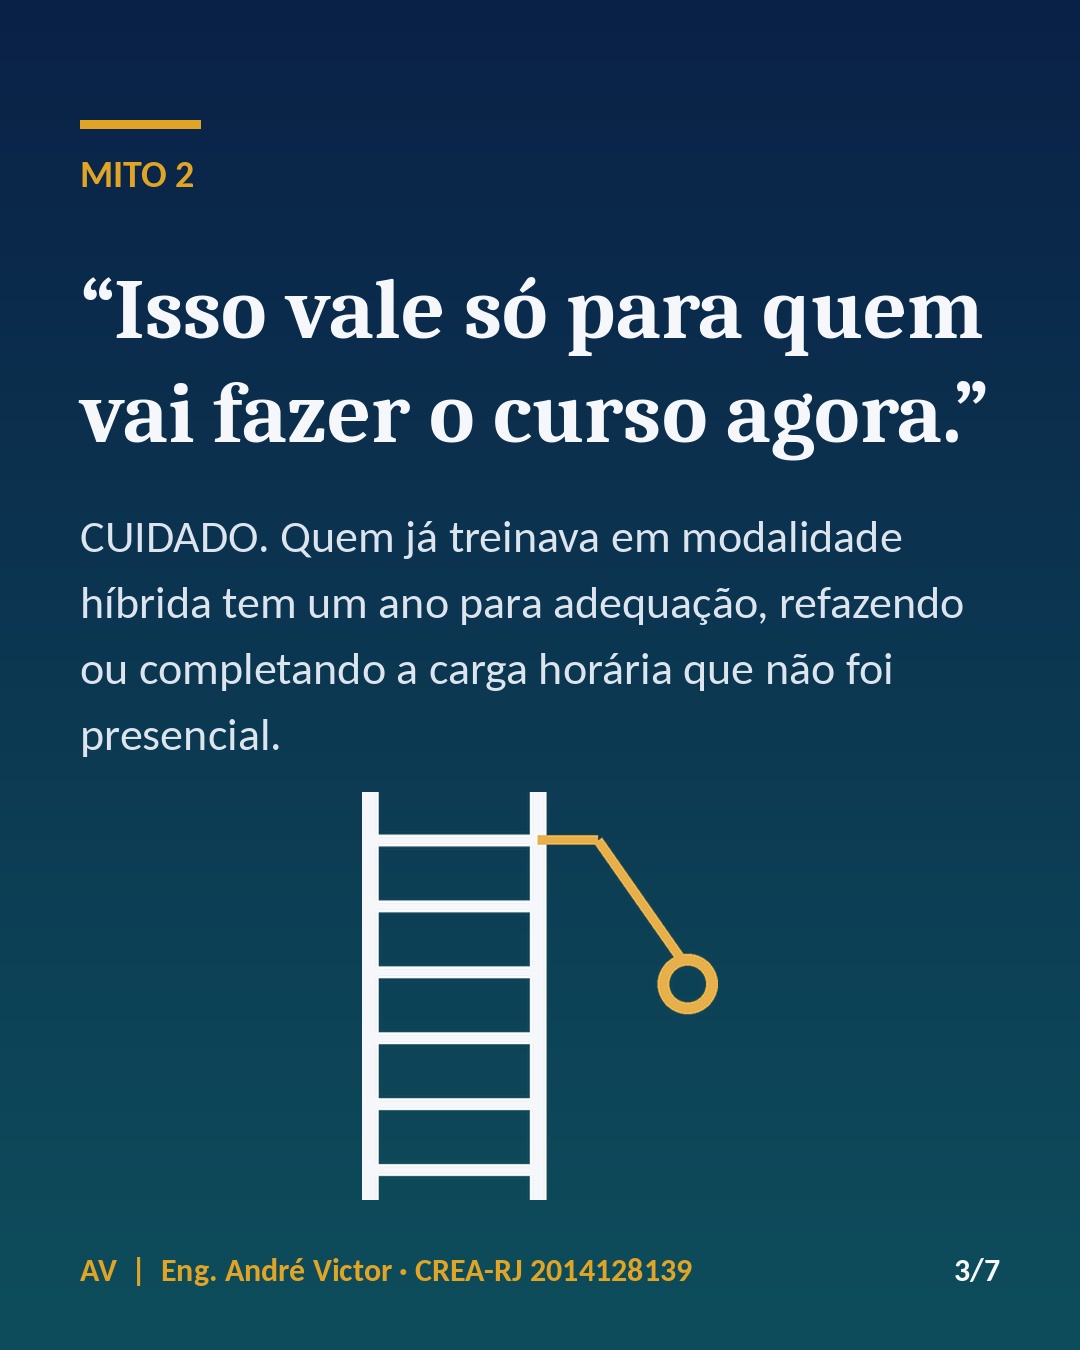 MITO 2
“Isso vale só para quem
vai fazer o curso agora.”
CUIDADO. Quem já treinava em modalidade
híbrida tem um ano para adequação, refazendo
ou completando a carga horária que não foi
presencial.
AV | Eng. André Victor · CREA-RJ 2014128139
3/7